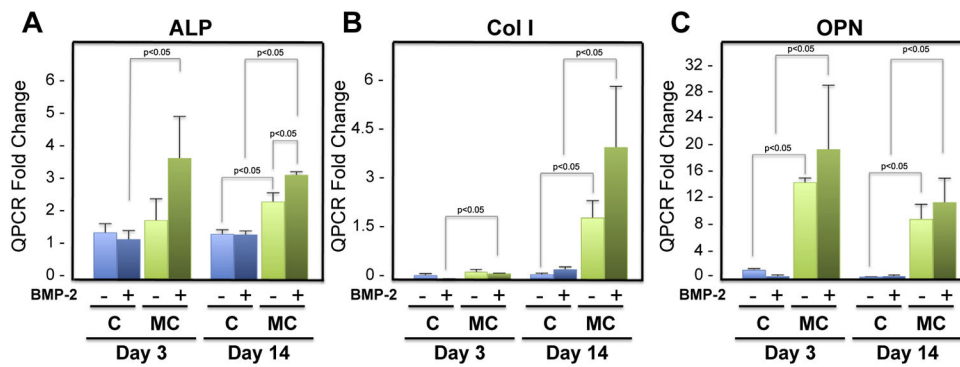 A
ALP
QPCR Fold Change
6 -
5 -
4 -
3 -
2 -
1 -
0 -
p<0.05
p<0.05
p<0.05
p<0.05
BMP-2 - + - + - + - +
C MC C MC
Day 3 Day 14
B
Col I
QPCR Fold Change
6 -
4.5 -
3 -
1.5 -
0 -
p<0.05
p<0.05
p<0.05
BMP-2 - + - + - + - +
C MC C MC
Day 3 Day 14
C
OPN
QPCR Fold Change
32 -
28 -
24 -
20 -
16 -
12 -
8 -
4 -
0 -
p<0.05
p<0.05
p<0.05
p<0.05
BMP-2 - + - + - + - +
C MC C MC
Day 3 Day 14